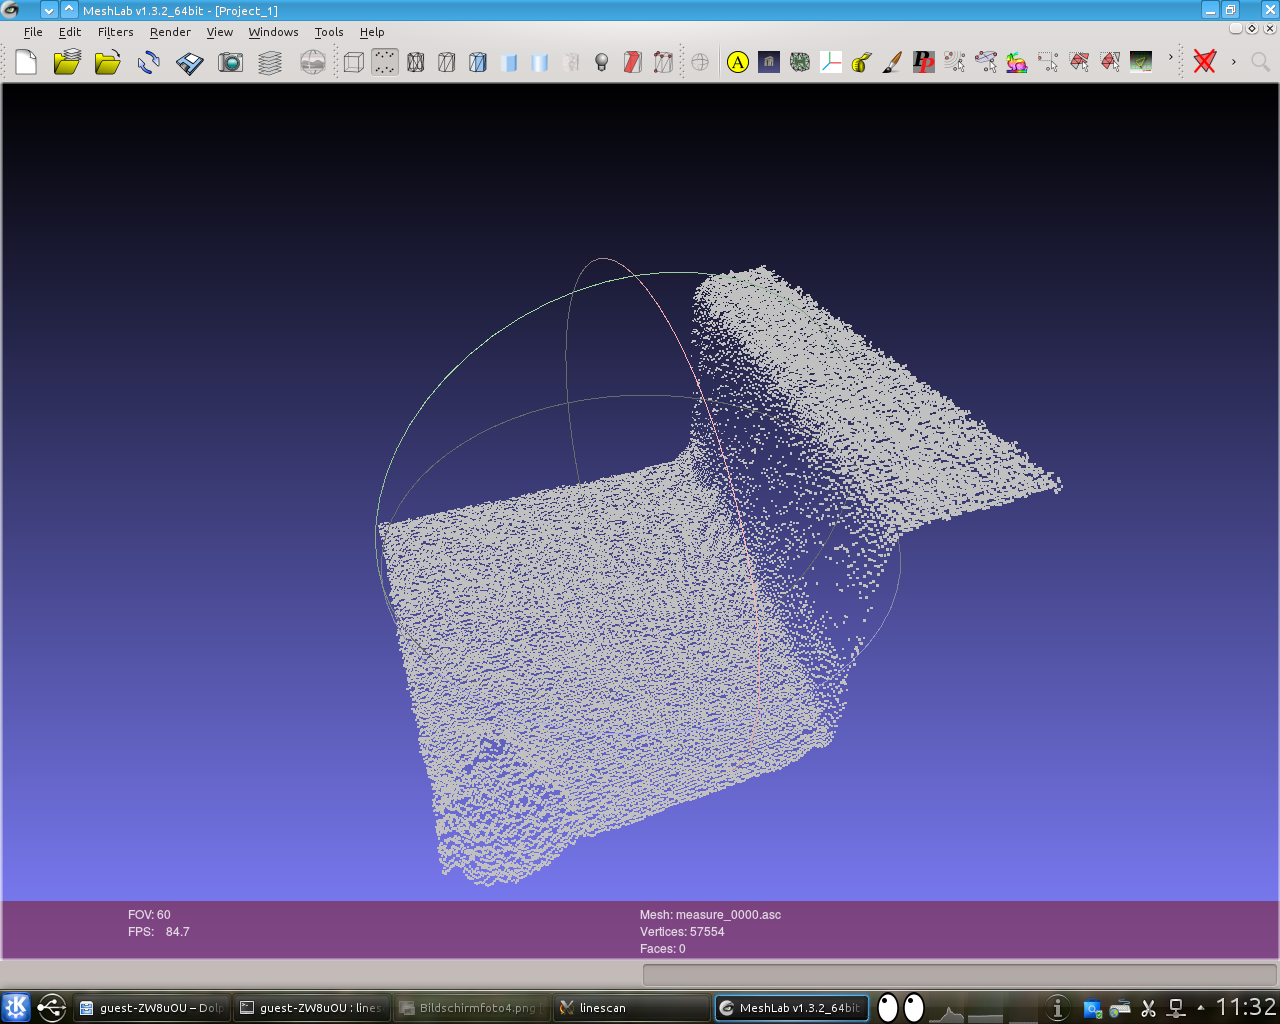 MeshLab v1.3.2_64bit - [Project_1]
File Edit Filters Render View Windows Tools Help
A
FOV: 60
FPS: 84.7
Mesh: measure_0000.asc
Vertices: 57554
Faces: 0
guest-ZW8uOU – Dolp
guest-ZW8uOU : lines
Bildschirmfoto4.png
linescan
MeshLab v1.3.2_64bit
11:32